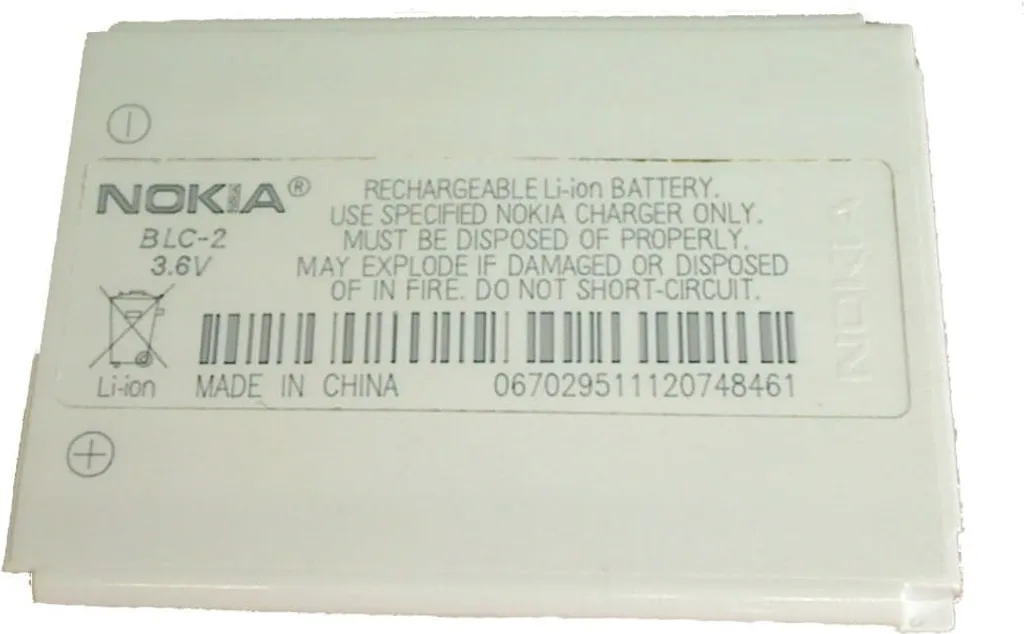 NOKIA®
BLC-2
3.6V
RECHARGEABLE Li-ion BATTERY.
USE SPECIFIED NOKIA CHARGER ONLY.
MUST BE DISPOSED OF PROPERLY.
MAY EXPLODE IF DAMAGED OR DISPOSED
OF IN FIRE. DO NOT SHORT-CIRCUIT.
Li-ion
MADE IN CHINA
0670295111120748461
NOKIA